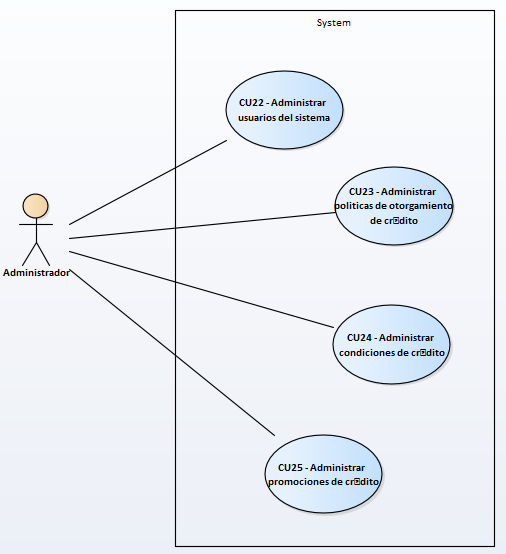 System
CU22 - Administrar
usuarios del sistema
CU23 - Administrar
politicas de otorgamiento
de cr▯dito
Administrador
CU24 - Administrar
condiciones de cr▯dito
CU25 - Administrar
promociones de cr▯dito